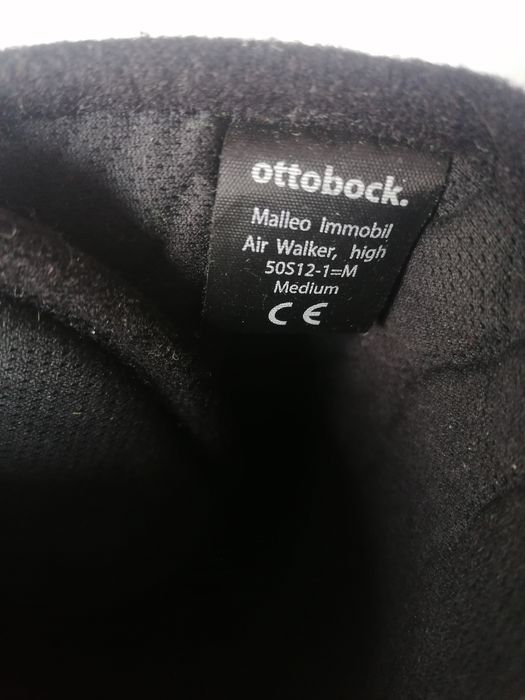 ottobock.
Malleo Immobil
Air Walker, high
50S12-1=M
Medium
CE